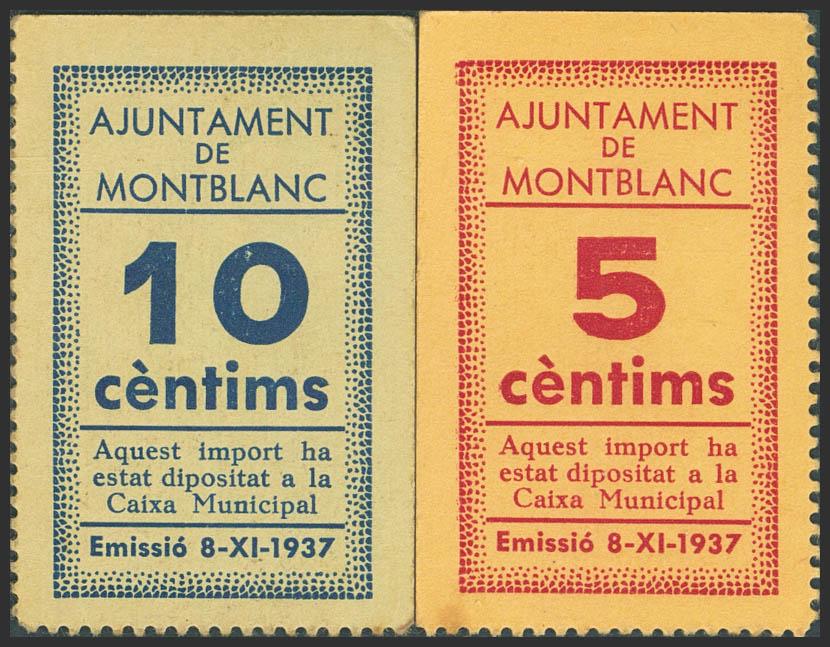 AJUNTAMENT
DE
MONTBLANC
10
cèntims
Aquest import ha
estat dipositat a la
Caixa Municipal
Emissió 8-XI-1937
AJUNTAMENT
DE
MONTBLANC
5
cèntims
Aquest import ha
estat dipositat a la
Caixa Municipal
Emissió 8-XI-1937